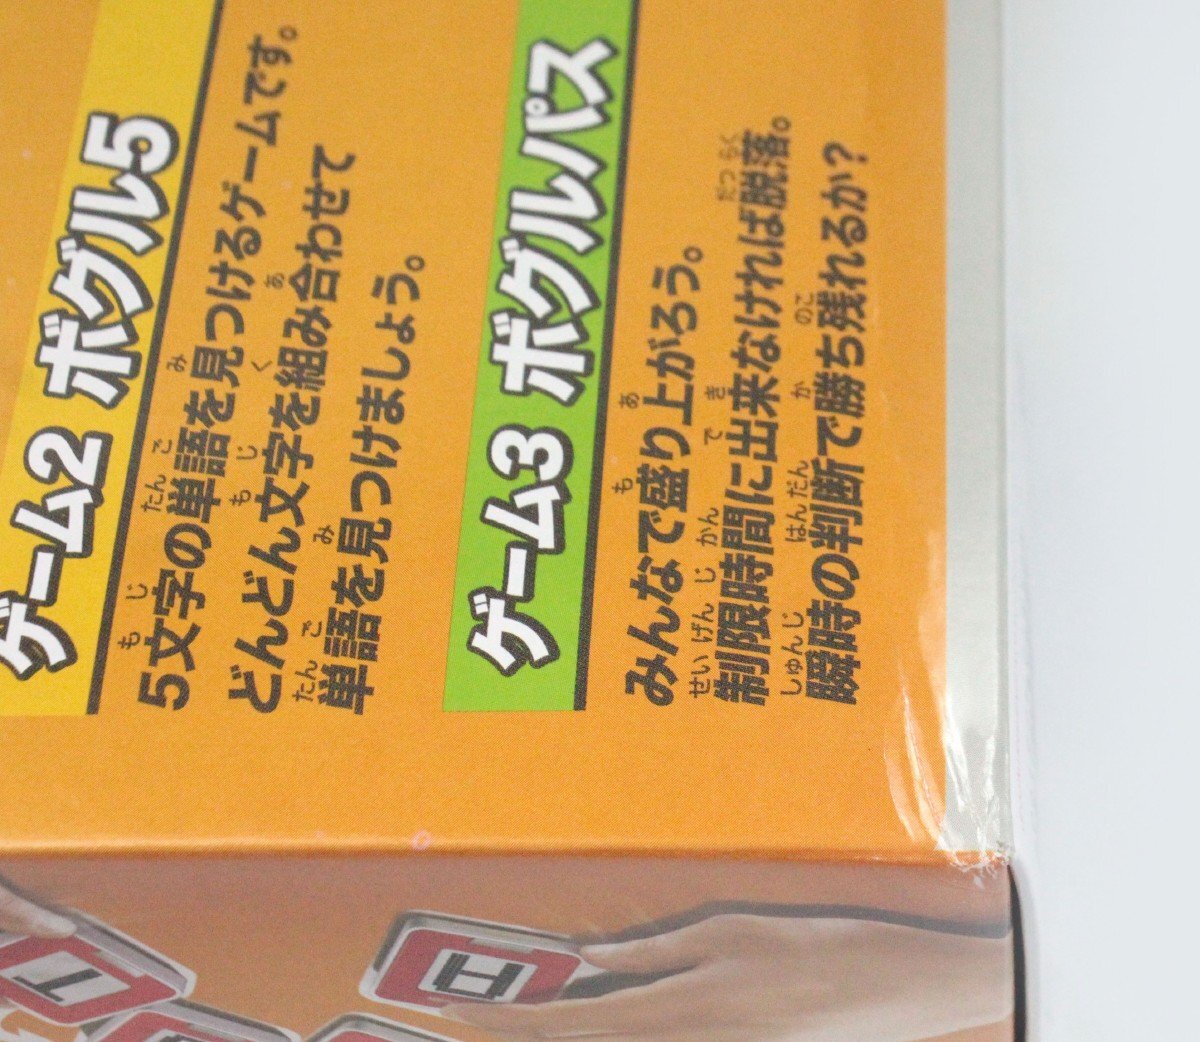 ゲーム2 ボグル5
5文字の単語を見つけるゲームです。
どんどん文字を組み合わせて
単語を見つけましょう。
ゲーム3 ボグルパス
みんなで盛り上がろう。
制限時間に出来なければ脱落。
瞬時の判断で勝ち残れるか？